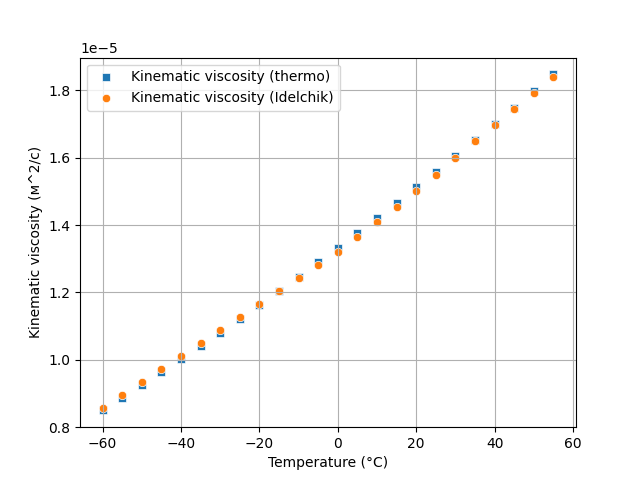 1e−5
Kinematic viscosity (thermo)
Kinematic viscosity (Idelchik)
1.8
1.6
1.4
1.2
1.0
0.8
Kinematic viscosity (м^2/с)
−60 −40 −20 0 20 40 60
Temperature (°C)